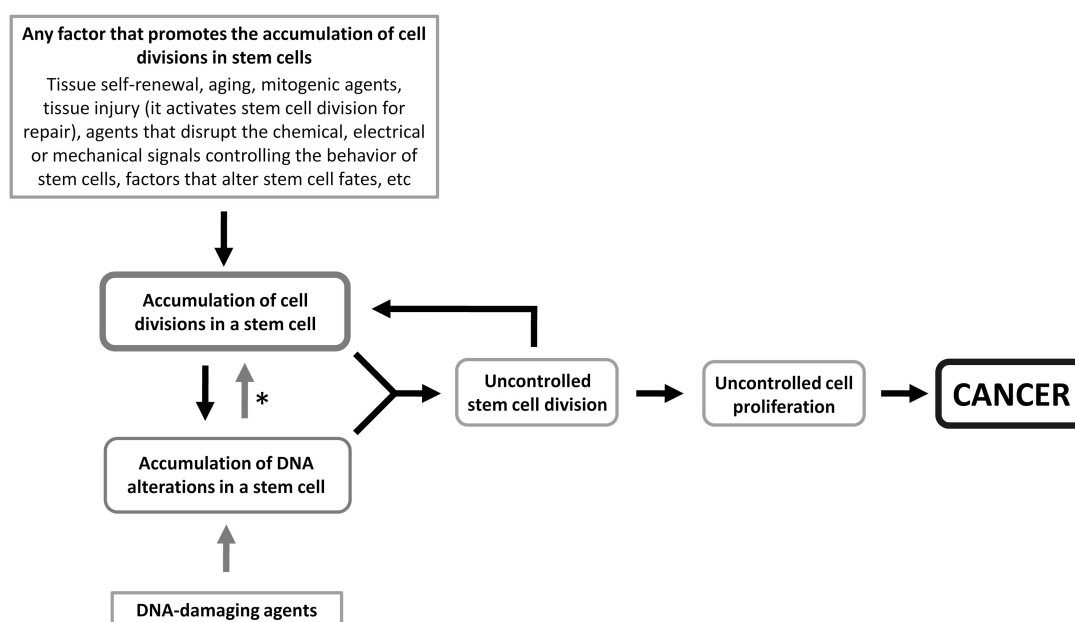 Any factor that promotes the accumulation of cell
divisions in stem cells
Tissue self-renewal, aging, mitogenic agents,
tissue injury (it activates stem cell division for
repair), agents that disrupt the chemical, electrical
or mechanical signals controlling the behavior of
stem cells, factors that alter stem cell fates, etc
Accumulation of cell
divisions in a stem cell
*
Uncontrolled
stem cell division
Uncontrolled cell
proliferation
CANCER
Accumulation of DNA
alterations in a stem cell
DNA-damaging agents